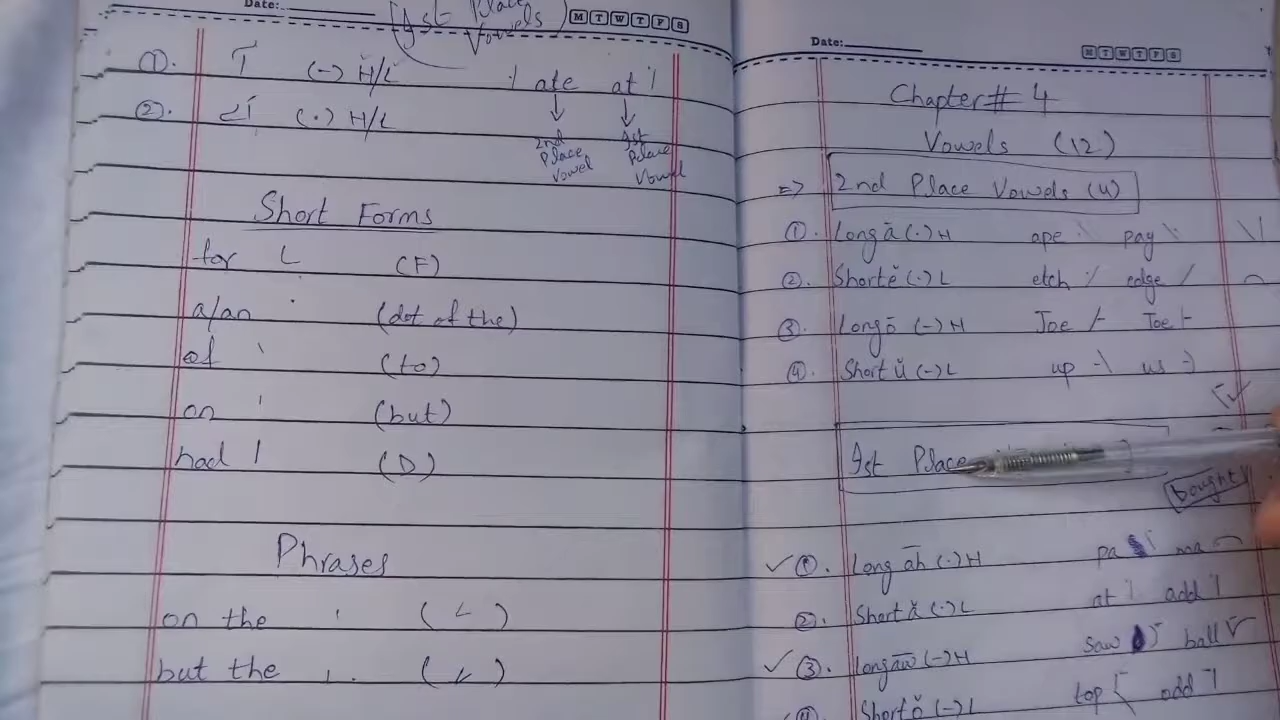 Date:
[1st Place Vowels)
M T W T F S
①. (-) H/L ate at
②. (.) H/L
2nd Place Vowel
1st Place Vowel
Short Forms
for (F)
a/an (dot of the)
of (to)
on (but)
had (D)
Phrases
on the
but the
Date:
M T W T F S
Chapter# 4
Vowels (12)
=> 2nd Place Vowels (4)
①. Long ā (.) H ape pay
②. Short ĕ (.) L etch edge
③. Long ō (-) H Joe Toe
④. Short ŭ (-) L up us
1st Place
bought
✓ ①. Long āh (.) H pa ma
②. Short ă (.) L at add
✓ ③. Long āw (-) H saw ball
④. Short ŏ (-) L top odd